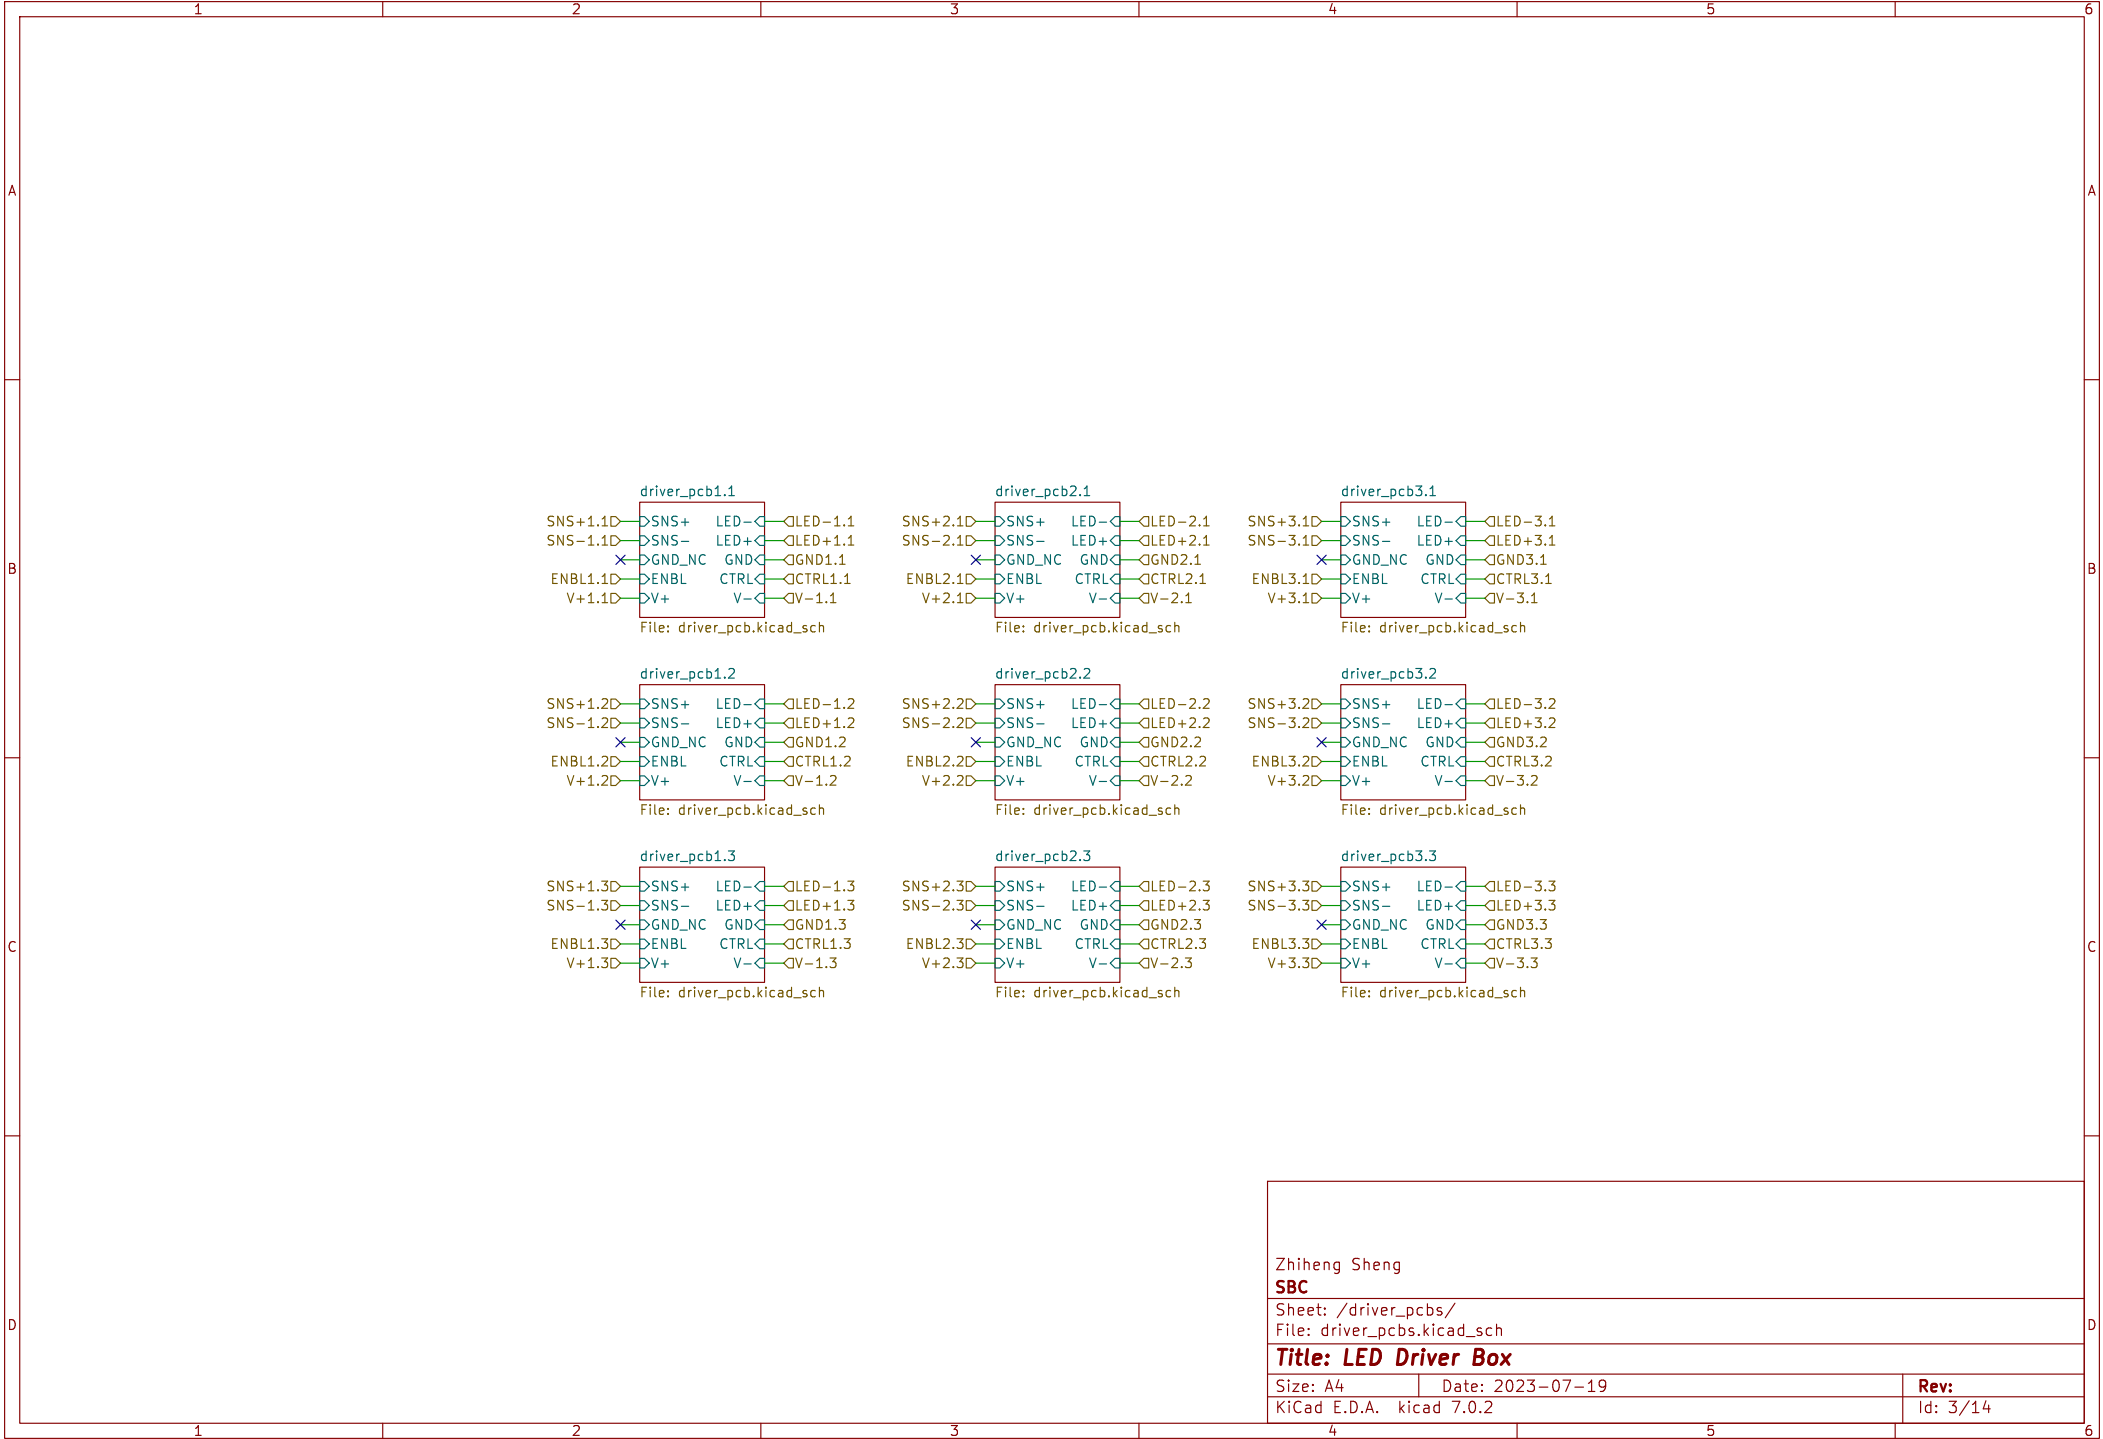 1 2 3 4 5 6
A A
B B
C C
D D
driver_pcb1.1 driver_pcb2.1 driver_pcb3.1
SNS+1.1 SNS+ LED- LED-1.1 SNS+2.1 SNS+ LED- LED-2.1 SNS+3.1 SNS+ LED- LED-3.1
SNS-1.1 SNS- LED+ LED+1.1 SNS-2.1 SNS- LED+ LED+2.1 SNS-3.1 SNS- LED+ LED+3.1
GND_NC GND GND1.1 GND_NC GND GND2.1 GND_NC GND GND3.1
ENBL1.1 ENBL CTRL CTRL1.1 ENBL2.1 ENBL CTRL CTRL2.1 ENBL3.1 ENBL CTRL CTRL3.1
V+1.1 V+ V- V-1.1 V+2.1 V+ V- V-2.1 V+3.1 V+ V- V-3.1
File: driver_pcb.kicad_sch File: driver_pcb.kicad_sch File: driver_pcb.kicad_sch
driver_pcb1.2 driver_pcb2.2 driver_pcb3.2
SNS+1.2 SNS+ LED- LED-1.2 SNS+2.2 SNS+ LED- LED-2.2 SNS+3.2 SNS+ LED- LED-3.2
SNS-1.2 SNS- LED+ LED+1.2 SNS-2.2 SNS- LED+ LED+2.2 SNS-3.2 SNS- LED+ LED+3.2
GND_NC GND GND1.2 GND_NC GND GND2.2 GND_NC GND GND3.2
ENBL1.2 ENBL CTRL CTRL1.2 ENBL2.2 ENBL CTRL CTRL2.2 ENBL3.2 ENBL CTRL CTRL3.2
V+1.2 V+ V- V-1.2 V+2.2 V+ V- V-2.2 V+3.2 V+ V- V-3.2
File: driver_pcb.kicad_sch File: driver_pcb.kicad_sch File: driver_pcb.kicad_sch
driver_pcb1.3 driver_pcb2.3 driver_pcb3.3
SNS+1.3 SNS+ LED- LED-1.3 SNS+2.3 SNS+ LED- LED-2.3 SNS+3.3 SNS+ LED- LED-3.3
SNS-1.3 SNS- LED+ LED+1.3 SNS-2.3 SNS- LED+ LED+2.3 SNS-3.3 SNS- LED+ LED+3.3
GND_NC GND GND1.3 GND_NC GND GND2.3 GND_NC GND GND3.3
ENBL1.3 ENBL CTRL CTRL1.3 ENBL2.3 ENBL CTRL CTRL2.3 ENBL3.3 ENBL CTRL CTRL3.3
V+1.3 V+ V- V-1.3 V+2.3 V+ V- V-2.3 V+3.3 V+ V- V-3.3
File: driver_pcb.kicad_sch File: driver_pcb.kicad_sch File: driver_pcb.kicad_sch
Zhiheng Sheng
SBC
Sheet: /driver_pcbs/
File: driver_pcbs.kicad_sch
Title: LED Driver Box
Size: A4 Date: 2023-07-19 Rev:
KiCad E.D.A. kicad 7.0.2 Id: 3/14
1 2 3 4 5 6